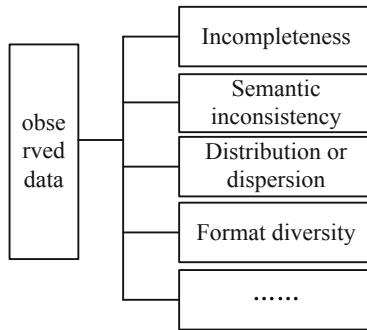 obse
rved
data
Incompleteness
Semantic
inconsistency
Distribution or
dispersion
Format diversity
……